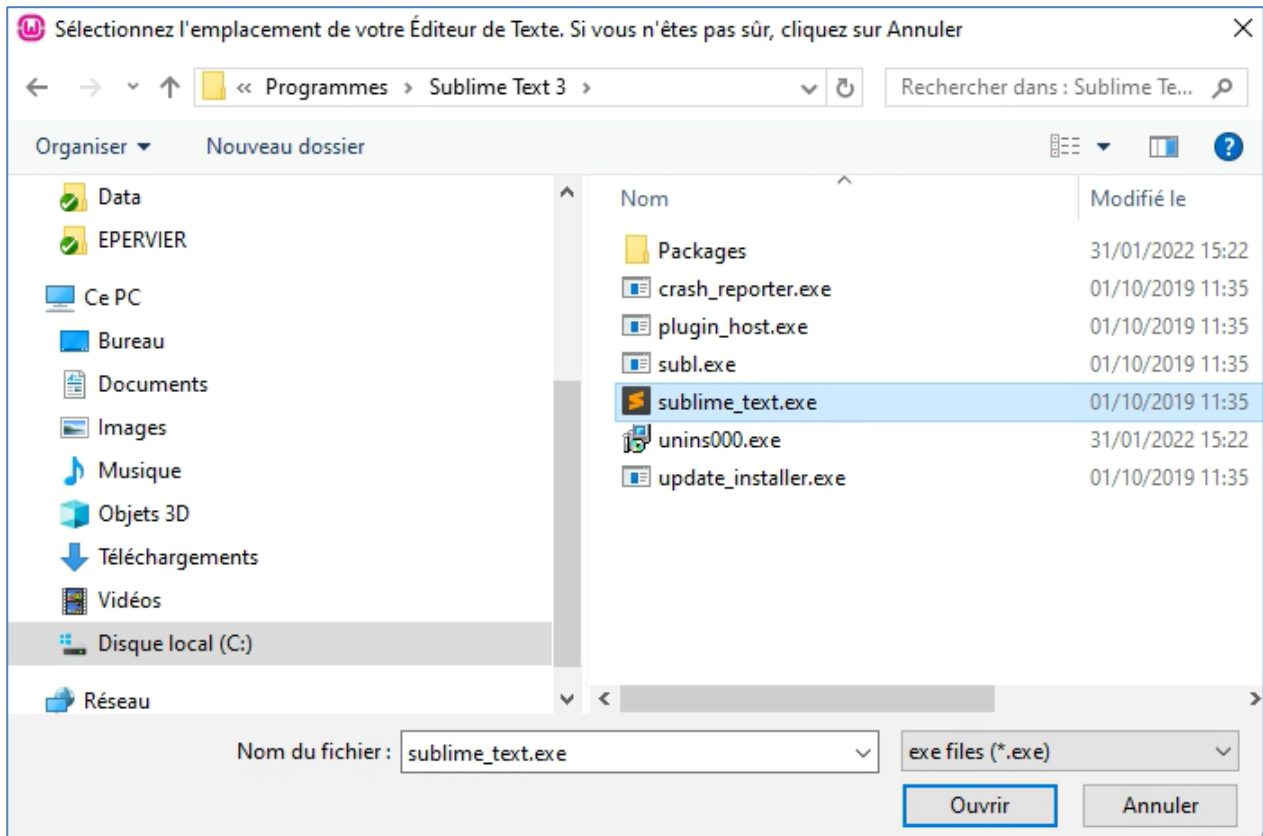 Sélectionnez l'emplacement de votre Éditeur de Texte. Si vous n'êtes pas sûr, cliquez sur Annuler
« Programmes > Sublime Text 3 > Rechercher dans : Sublime Te...
Organiser Nouveau dossier
Data
EPERVIER
Ce PC
Bureau
Documents
Images
Musique
Objets 3D
Téléchargements
Vidéos
Disque local (C:)
Réseau
Nom Modifié le
Packages 31/01/2022 15:22
crash_reporter.exe 01/10/2019 11:35
plugin_host.exe 01/10/2019 11:35
subl.exe 01/10/2019 11:35
sublime_text.exe 01/10/2019 11:35
unins000.exe 31/01/2022 15:22
update_installer.exe 01/10/2019 11:35
Nom du fichier : sublime_text.exe exe files (*.exe)
Ouvrir Annuler